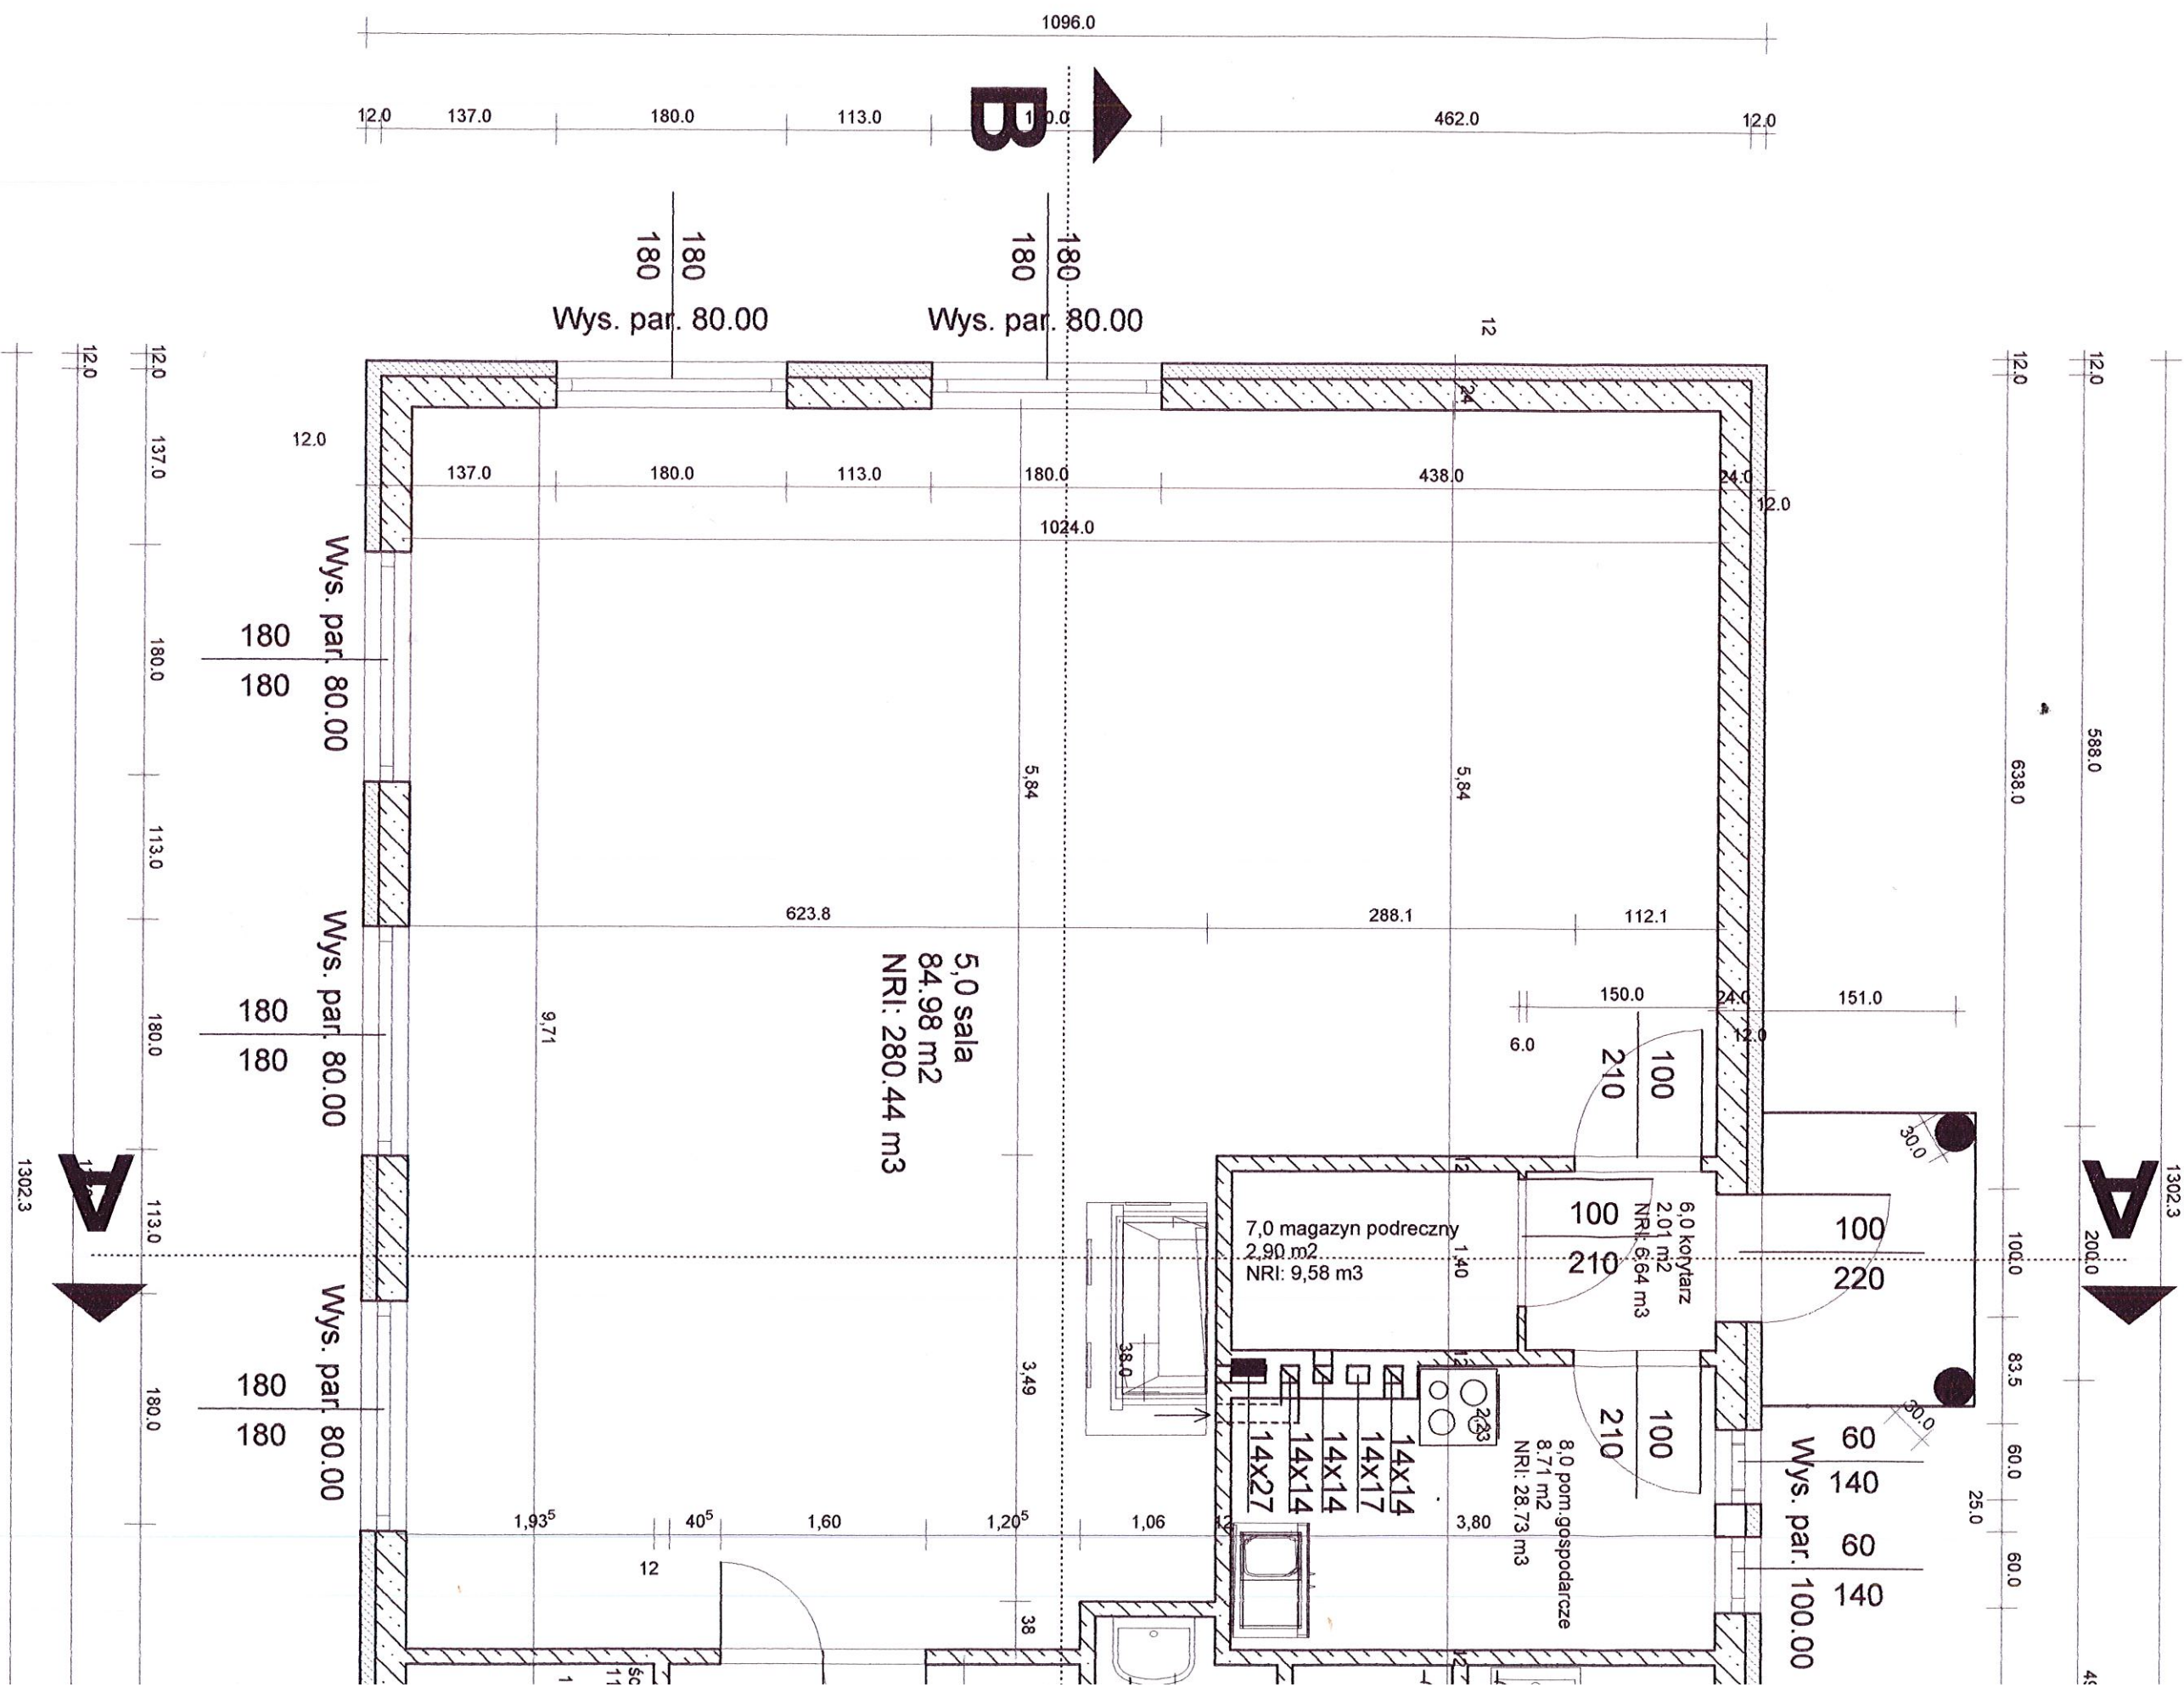 1096.0
12.0 137.0 180.0 113.0 462.0 12.0
B
180 180
180 180
Wys. par. 80.00 Wys. par. 80.00
12
12.0 12.0 12.0 12.0
24
12.0
137.0 137.0 180.0 113.0 180.0 438.0 24.0
12.0
1024.0
Wys. par. 80.00
180
180
180.0
5,84 5,84
588.0
638.0
113.0
623.8 288.1 112.1
5,0 sala
84.98 m2
NRI: 280.44 m3
Wys. par. 80.00
180
180
180.0
9,71
150.0 24.0 151.0
6.0 12.0
100
210
30.0
1302.3
A
113.0
7,0 magazyn podreczny
2,90 m2
NRI: 9,58 m3
1,40
12
100
210
6,0 korytarz
2.01 m2
NRI: 6.64 m3
100
220
100.0
200.0
A
1302.3
Wys. par. 80.00
180
180
180.0
38.0
3,49
12
2,23
100
210
83.5
30.0
14x27
14x14
14x14
14x17
14x14
8,0 pom.gospodarcze
8.71 m2
NRI: 28.73 m3
60
140
60
140
Wys. par. 100.00
60.0
25.0
60.0
1,93⁵ 40⁵ 1,60 1,20⁵ 1,06 12 3,80
12
38
12